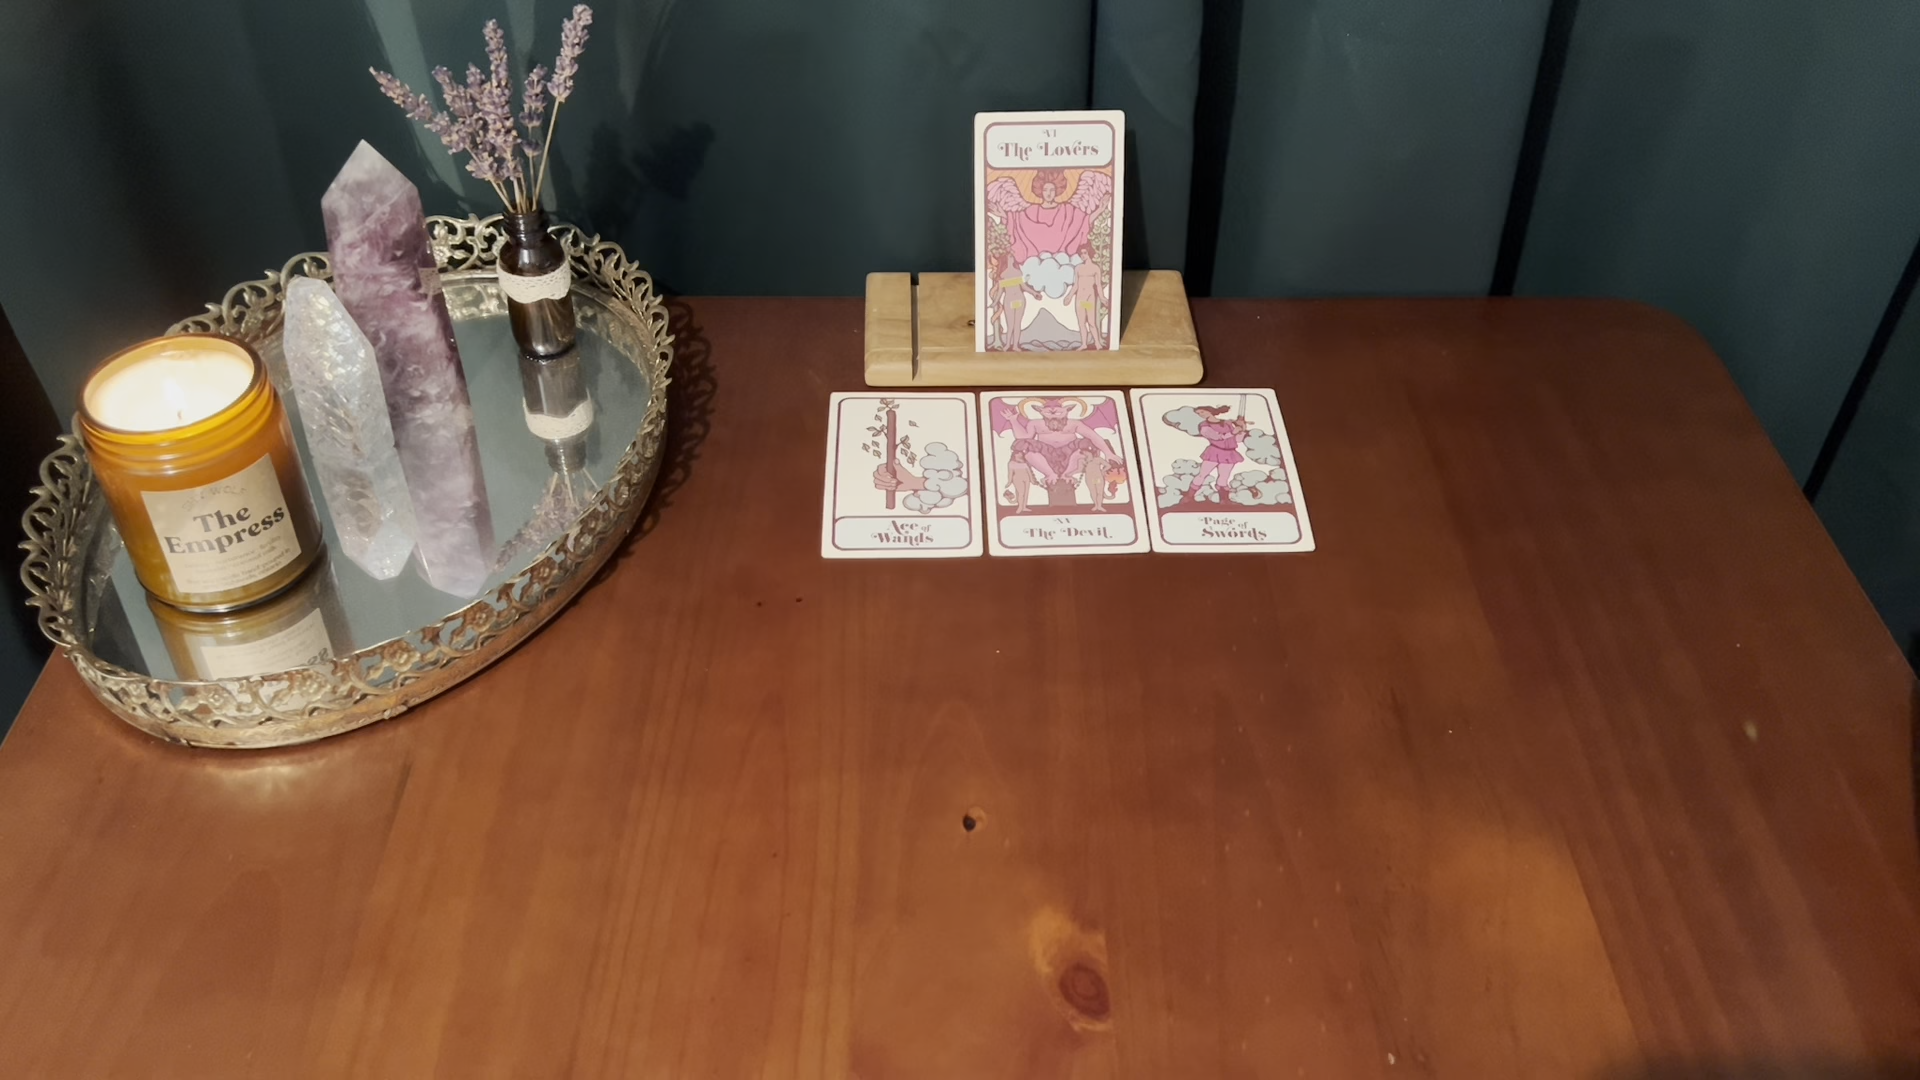 VI
The Lovers
Ace of
Wands
XV
The Devil
Page of
Swords
The
Empress